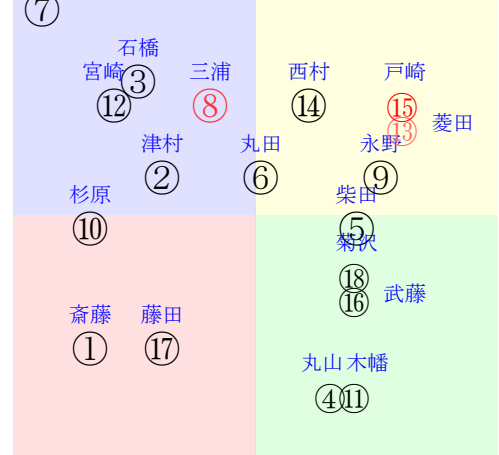 ⑦
石橋
③
宮崎
⑫
三浦
⑧
西村
⑭
戸崎
⑮
⑬
菱田
津村
②
丸田
⑥
永野
⑨
杉原
⑩
柴田
⑤
菊沢
⑱
⑯
武藤
斎藤
①
藤田
⑰
丸山 木幡
④⑪